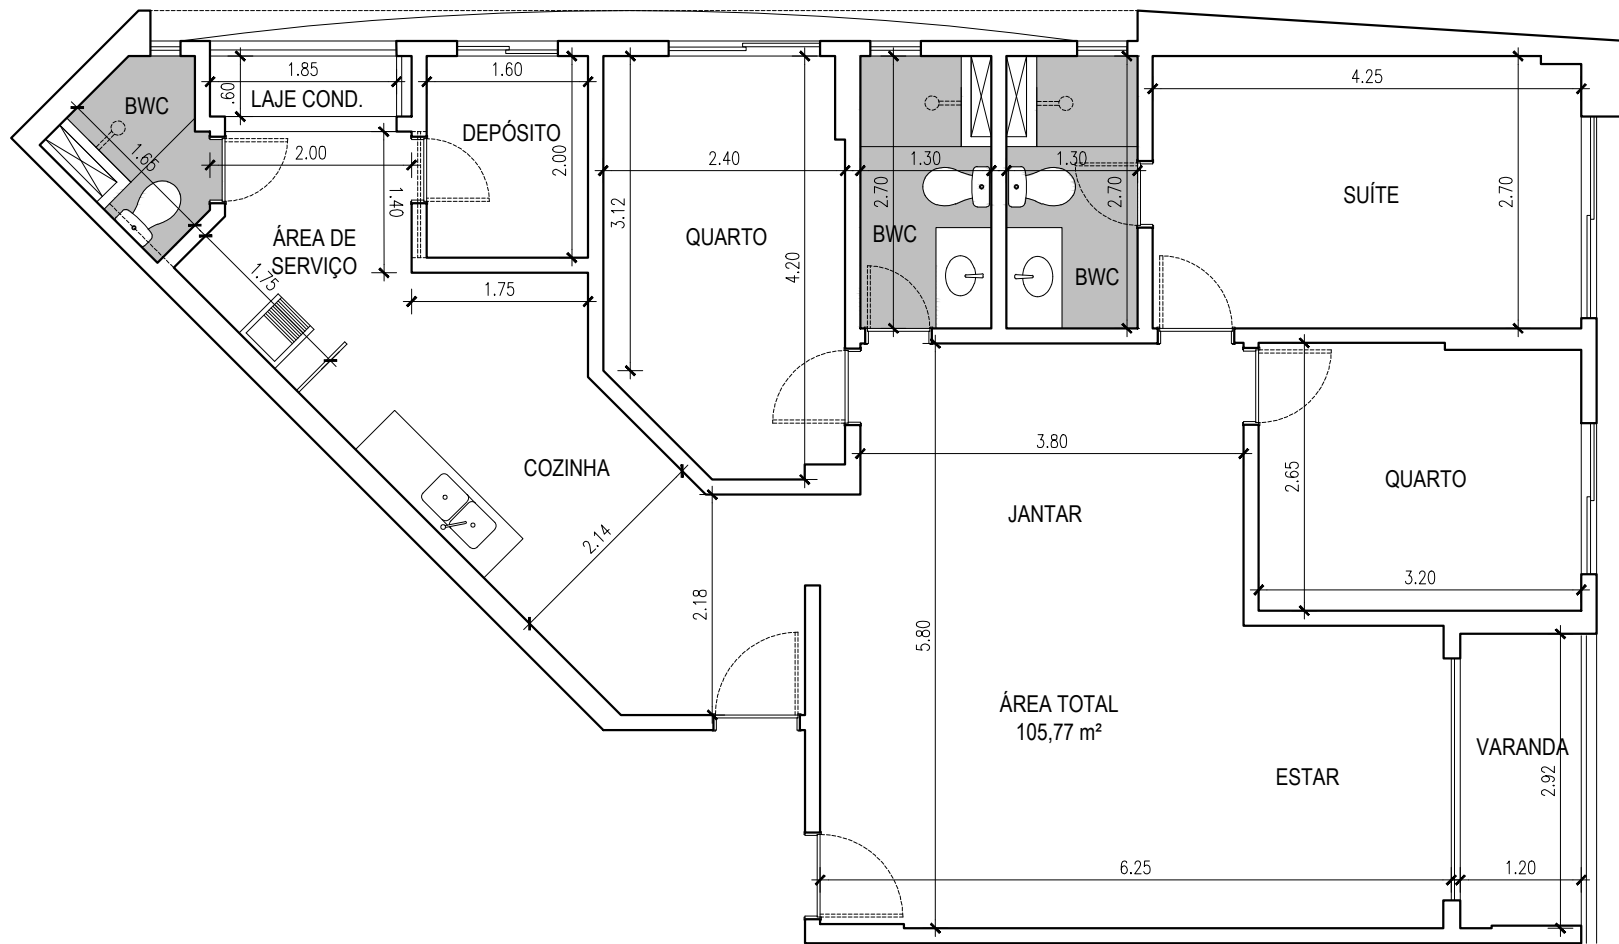 1.85
1.60
4.25
BWC
.60
LAJE COND.
DEPÓSITO
1.65
2.00
2.00
2.40
1.30
1.30
1.40
3.12
2.70
2.70
SUÍTE
2.70
ÁREA DE
SERVIÇO
QUARTO
BWC
4.20
BWC
1.75
1.75
3.80
COZINHA
2.65
QUARTO
JANTAR
2.14
3.20
2.18
5.80
ÁREA TOTAL
105,77 m²
VARANDA
ESTAR
2.92
6.25
1.20